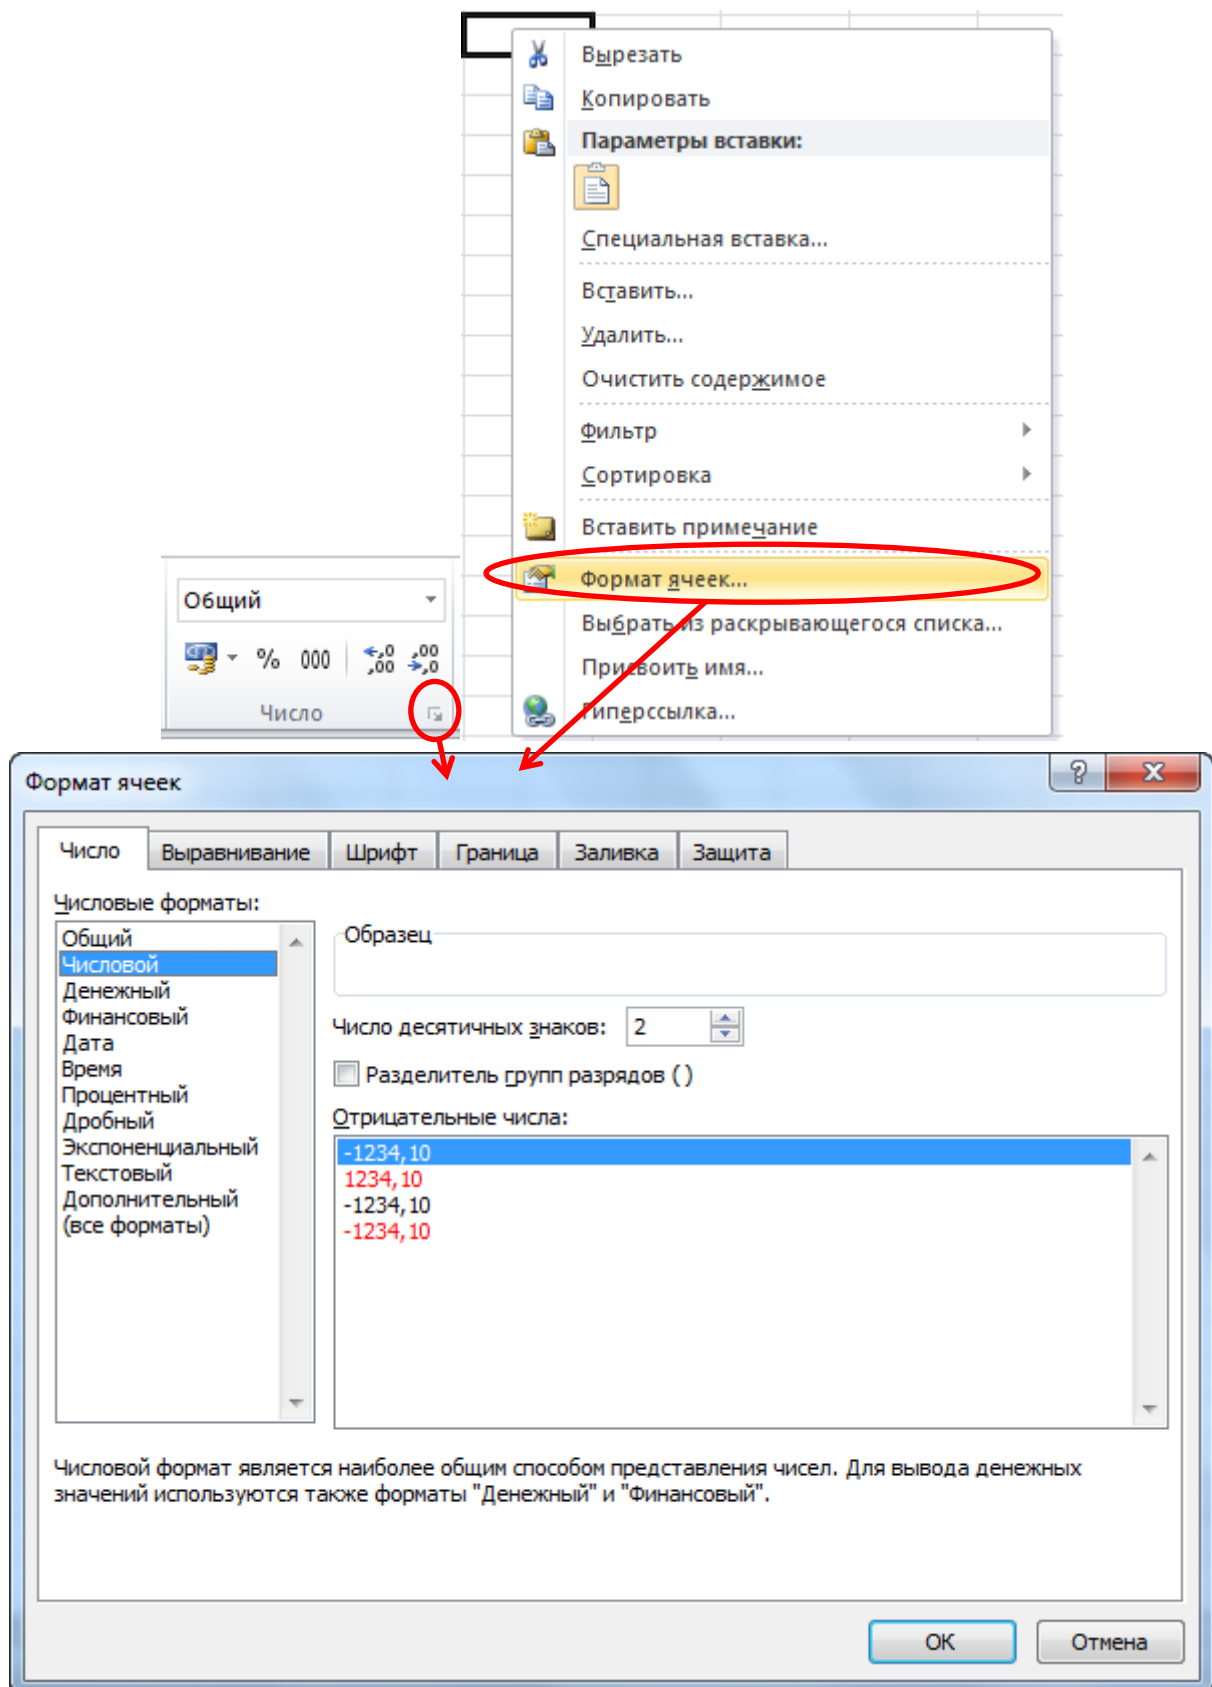 Вырезать
Копировать
Параметры вставки:
Специальная вставка...
Вставить...
Удалить...
Очистить содержимое
Фильтр
Сортировка
Вставить примечание
Формат ячеек...
Выбрать из раскрывающегося списка...
Присвоить имя...
Гиперссылка...
Общий
% 000 ,0 ,00 ,00 ,0
Число
Формат ячеек
Число Выравнивание Шрифт Граница Заливка Защита
Числовые форматы:
Общий
Числовой
Денежный
Финансовый
Дата
Время
Процентный
Дробный
Экспоненциальный
Текстовый
Дополнительный
(все форматы)
Образец
Число десятичных знаков: 2
Разделитель групп разрядов ( )
Отрицательные числа:
-1234,10
1234,10
-1234,10
-1234,10
Числовой формат является наиболее общим способом представления чисел. Для вывода денежных
значений используются также форматы "Денежный" и "Финансовый".
ОК Отмена